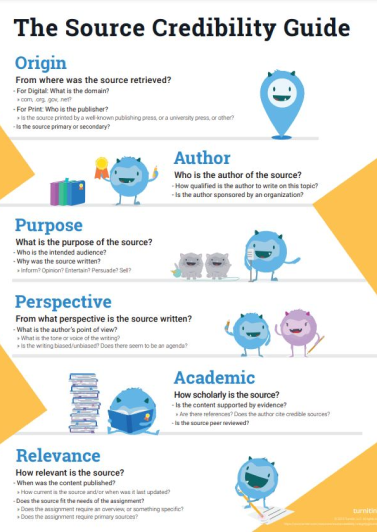 The Source Credibility Guide
Origin
From where was the source retrieved?
- For Digital: What is the domain?
» com, org, gov, net?
- For Print: Who is the publisher?
» Is the source printed by a well-known publishing press, or a university press, or other?
- Is the source primary or secondary?
Author
Who is the author of the source?
- How qualified is the author to write on this topic?
- Is the author sponsored by an organization?
Purpose
What is the purpose of the source?
- Who is the intended audience?
- Why was the source written?
» Inform? Opinion? Entertain? Persuade? Sell?
Perspective
From what perspective is the source written?
- What is the author's point of view?
» What is the tone or voice of the writing?
» Is the writing biased/unbiased? Does there seem to be an agenda?
Academic
How scholarly is the source?
- Is the content supported by evidence?
» Are there references? Does the author cite credible sources?
- Is the source peer reviewed?
Relevance
How relevant is the source?
- When was the content published?
» How current is the source and/or when was it last updated?
- Does the source fit the needs of the assignment?
» Does the assignment require an overview, or something specific?
» Does the assignment require primary sources?